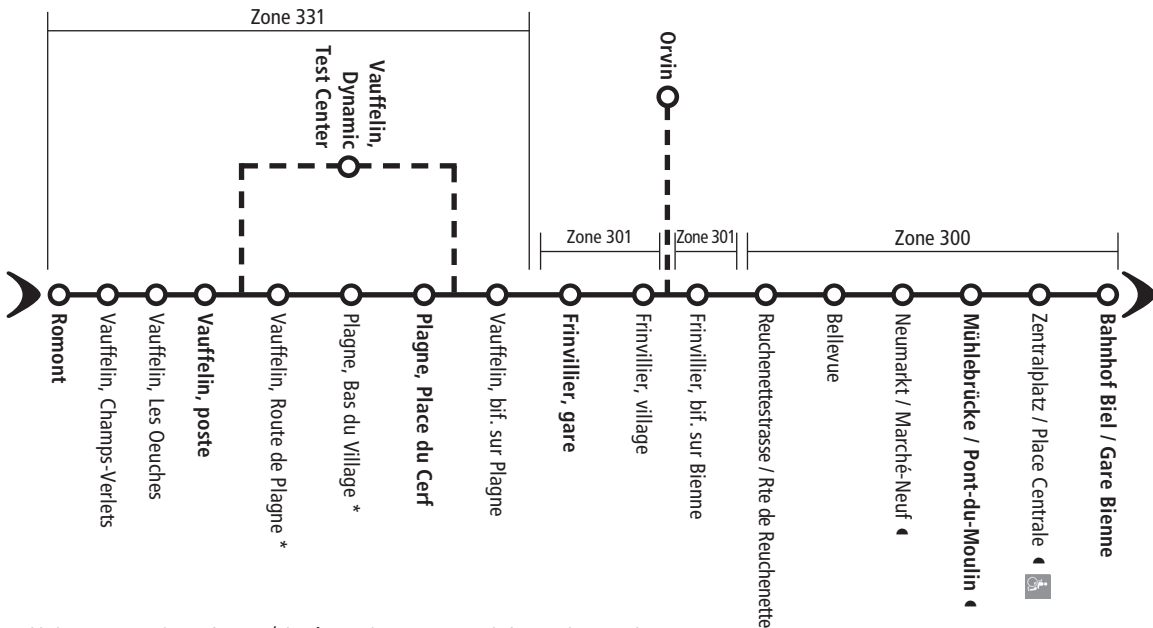 Zone 331
Vauffelin,
Dynamic
Test Center
Orvin
Zone 301
Zone 301
Zone 300
Romont
Vauffelin, Champs-Verlets
Vauffelin, Les Oeuches
Vauffelin, poste
Vauffelin, Route de Plagne *
Plagne, Bas du Village *
Plagne, Place du Cerf
Vauffelin, bif. sur Plagne
Frinvillier, gare
Frinvillier, village
Frinvillier, bif. sur Bienne
Reuchenettestrasse / Rte de Reuchenette
Bellevue
Neumarkt / Marché-Neuf
Mühlebrücke / Pont-du-Moulin
Zentralplatz / Place Centrale
Bahnhof Biel / Gare Bienne